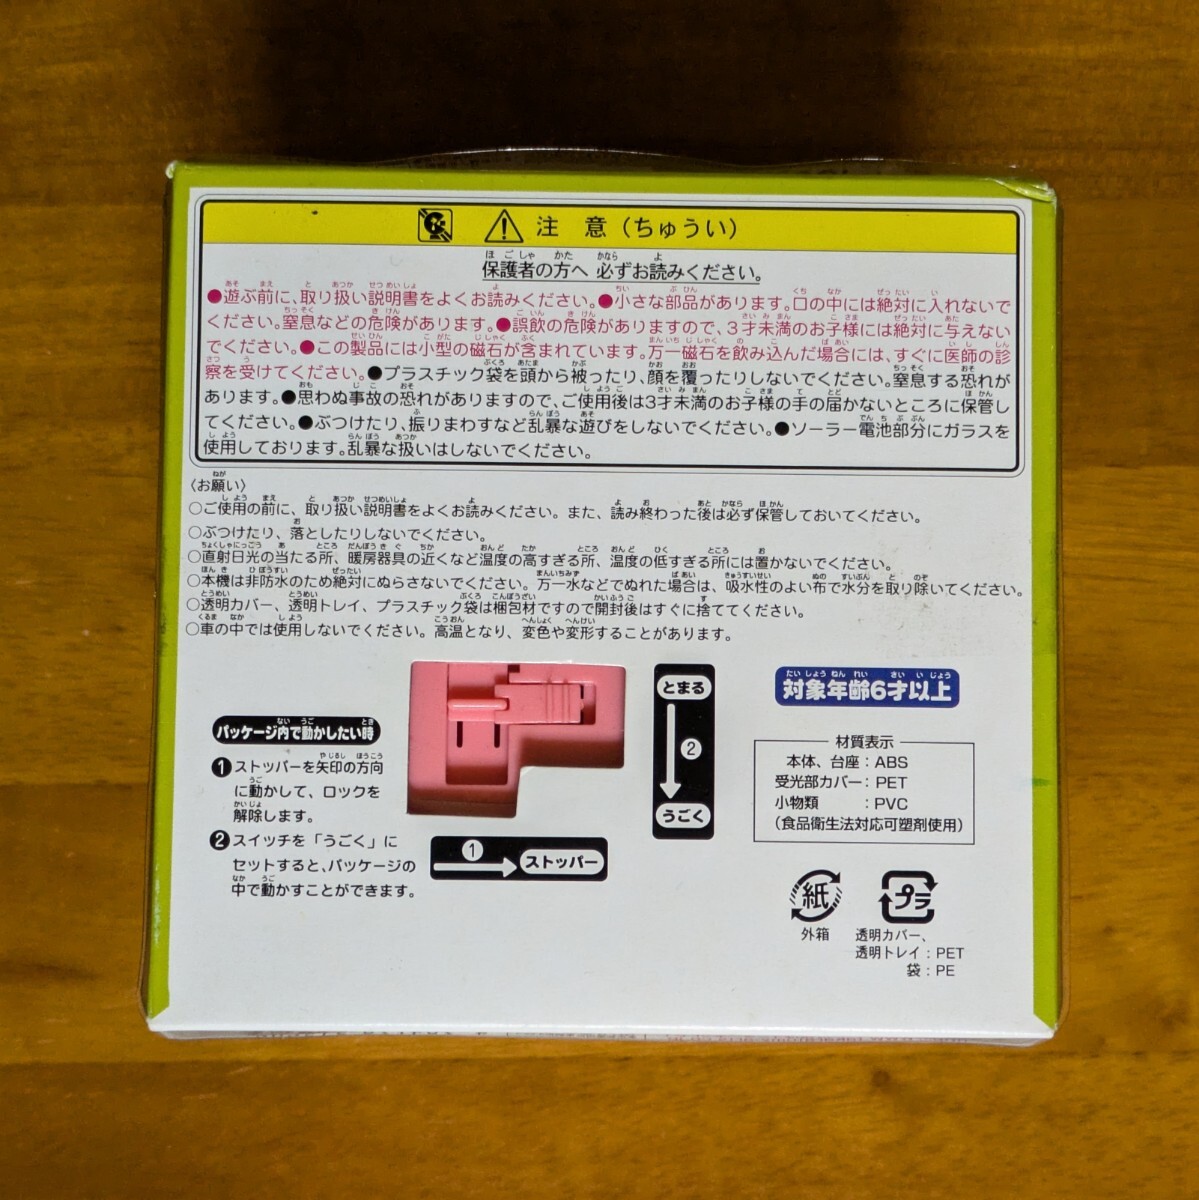 注 意（ちゅうい）
保護者の方へ 必ずお読みください。
●遊ぶ前に、取り扱い説明書をよくお読みください。●小さな部品があります。口の中には絶対に入れないで
ください。窒息などの危険があります。●誤飲の危険がありますので、3才未満のお子様には絶対に与えない
でください。●この製品には小型の磁石が含まれています。万一磁石を飲み込んだ場合には、すぐに医師の診
察を受けてください。●プラスチック袋を頭から被ったり、顔を覆ったりしないでください。窒息する恐れが
あります。●思わぬ事故の恐れがありますので、ご使用後は3才未満のお子様の手の届かないところに保管し
てください。●ぶつけたり、振りまわすなど乱暴な遊びをしないでください。●ソーラー電池部分にガラスを
使用しております。乱暴な扱いはしないでください。
〈お願い〉
○ご使用の前に、取り扱い説明書をよくお読みください。また、読み終わった後は必ず保管しておいてください。
○ぶつけたり、落としたりしないでください。
○直射日光の当たる所、暖房器具の近くなど温度の高すぎる所、温度の低すぎる所には置かないでください。
○本機は非防水のため絶対にぬらさないでください。万一水などでぬれた場合は、吸水性のよい布で水分を取り除いてください。
○透明カバー、透明トレイ、プラスチック袋は梱包材ですので開封後はすぐに捨ててください。
○車の中では使用しないでください。高温となり、変色や変形することがあります。
パッケージ内で動かしたい時
❶ストッパーを矢印の方向
に動かして、ロックを
解除します。
❷スイッチを「うごく」に
セットすると、パッケージの
中で動かすことができます。
① ストッパー
とまる
②
うごく
対象年齢6才以上
材質表示
本体、台座：ABS
受光部カバー：PET
小物類 ：PVC
（食品衛生法対応可塑剤使用）
紙
外箱
プラ
透明カバー、
透明トレイ：PET
袋：PE